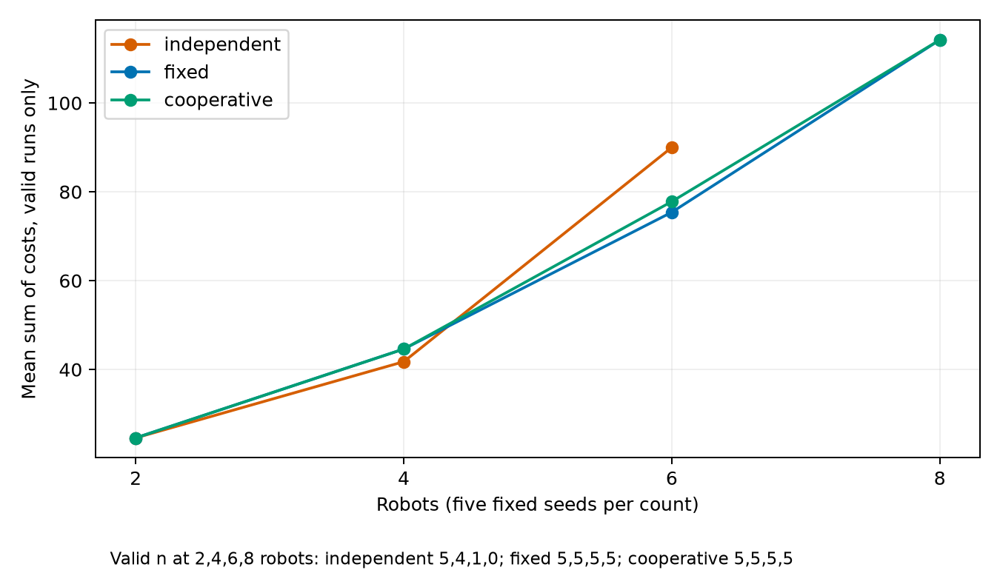 independent
fixed
cooperative
Mean sum of costs, valid runs only
100
80
60
40
2 4 6 8
Robots (five fixed seeds per count)
Valid n at 2,4,6,8 robots: independent 5,4,1,0; fixed 5,5,5,5; cooperative 5,5,5,5